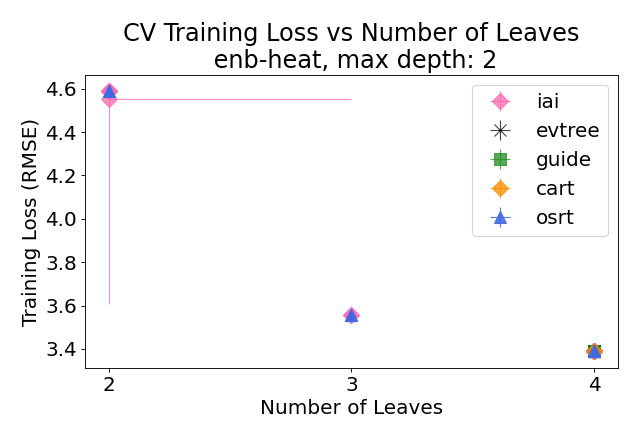 CV Training Loss vs Number of Leaves
enb-heat, max depth: 2
Training Loss (RMSE)
4.6
4.4
4.2
4.0
3.8
3.6
3.4
iai
evtree
guide
cart
osrt
2
3
4
Number of Leaves